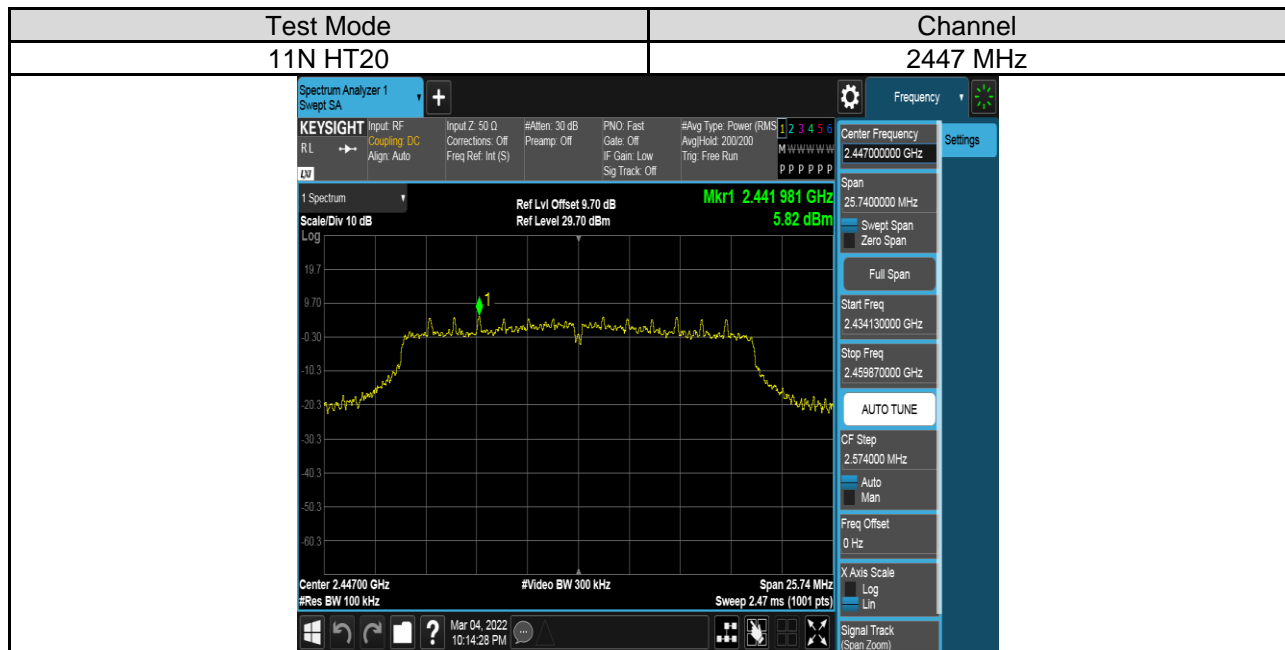 Test Mode Channel
11N HT20 2447 MHz
Spectrum Analyzer 1
Swept SA
+
Frequency
KEYSIGHT
RL
LXI
Input: RF
Coupling: DC
Align: Auto
Input Z: 50 Ω
Corrections: Off
Freq Ref: Int (S)
#Atten: 30 dB
Preamp: Off
PNO: Fast
Gate: Off
IF Gain: Low
Sig Track: Off
#Avg Type: Power (RMS
Avg|Hold: 200/200
Trig: Free Run
1 2 3 4 5 6
M W W W W W
P P P P P P
1 Spectrum
Scale/Div 10 dB
Log
Ref Lvl Offset 9.70 dB
Ref Level 29.70 dBm
Mkr1 2.441 981 GHz
5.82 dBm
19.7
9.70
-0.30
-10.3
-20.3
-30.3
-40.3
-50.3
-60.3
1
Center 2.44700 GHz
#Res BW 100 kHz
#Video BW 300 kHz
Span 25.74 MHz
Sweep 2.47 ms (1001 pts)
?
Mar 04, 2022
10:14:28 PM
Center Frequency
2.447000000 GHz
Settings
Span
25.7400000 MHz
Swept Span
Zero Span
Full Span
Start Freq
2.434130000 GHz
Stop Freq
2.459870000 GHz
AUTO TUNE
CF Step
2.574000 MHz
Auto
Man
Freq Offset
0 Hz
X Axis Scale
Log
Lin
Signal Track
(Span Zoom)